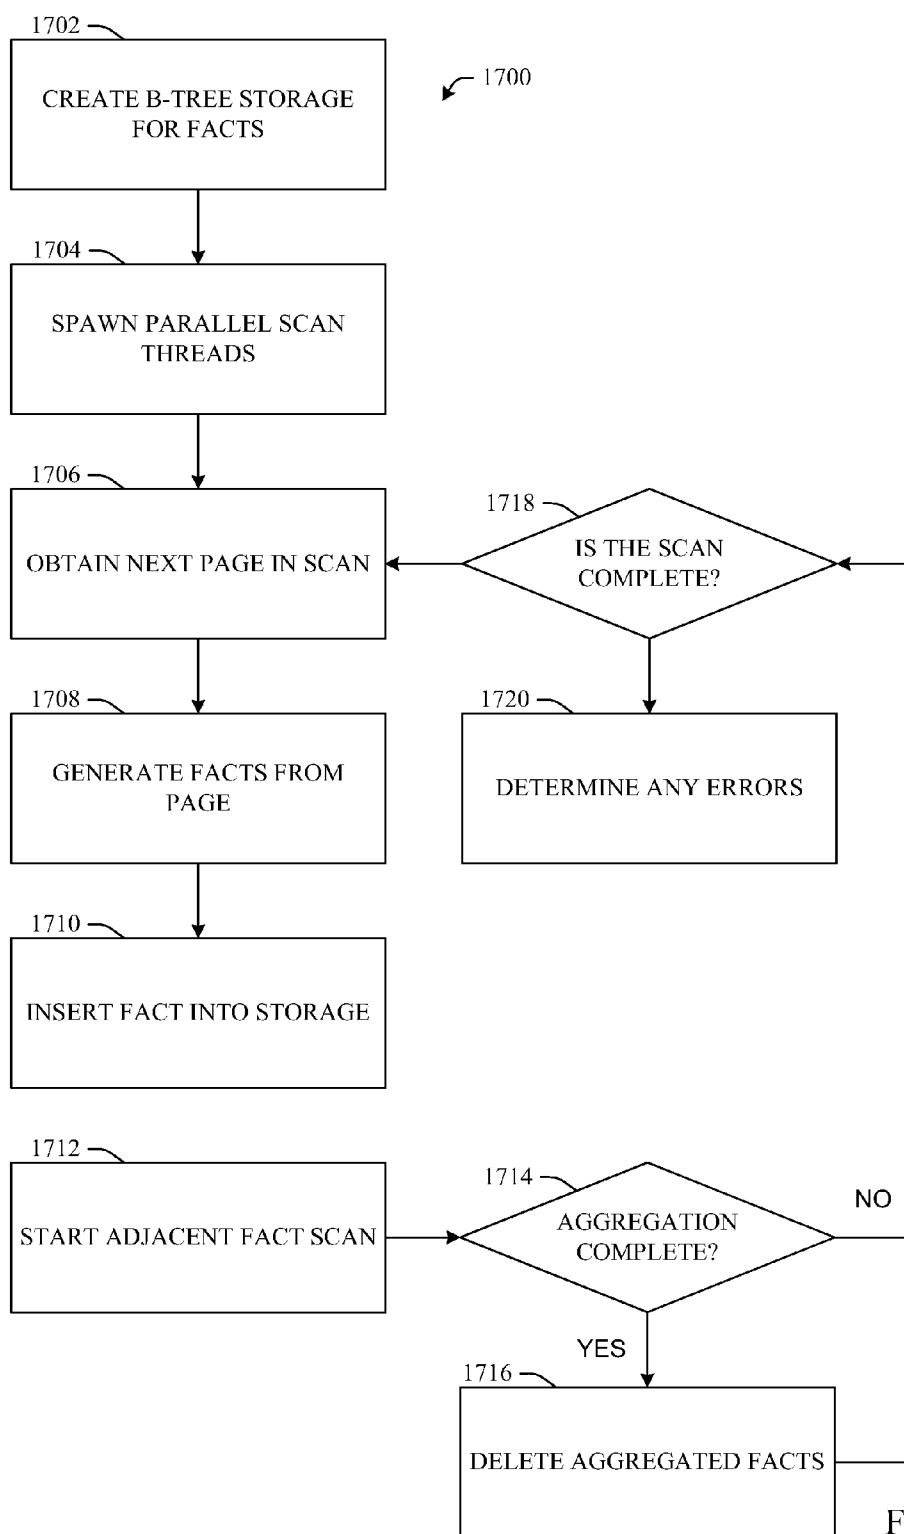 1702
CREATE B-TREE STORAGE
FOR FACTS
1700
1704
SPAWN PARALLEL SCAN
THREADS
1706
OBTAIN NEXT PAGE IN SCAN
1718
IS THE SCAN
COMPLETE?
1708
GENERATE FACTS FROM
PAGE
1720
DETERMINE ANY ERRORS
1710
INSERT FACT INTO STORAGE
1712
START ADJACENT FACT SCAN
1714
AGGREGATION
COMPLETE?
NO
YES
1716
DELETE AGGREGATED FACTS
F